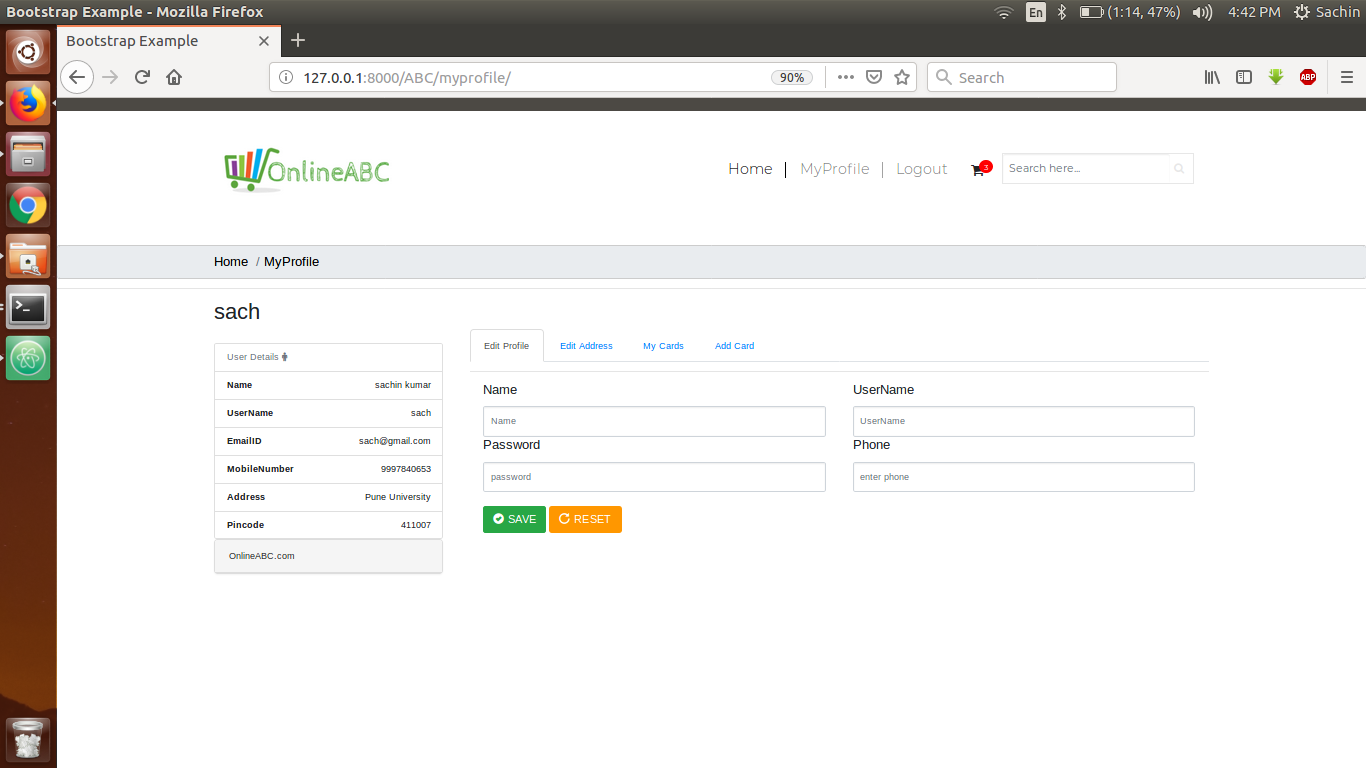 Bootstrap Example - Mozilla Firefox
En (1:14, 47%) 4:42 PM Sachin
Bootstrap Example
127.0.0.1:8000/ABC/myprofile/ 90% Search ABP
OnlineABC
Home MyProfile Logout 3 Search here...
Home / MyProfile
sach
User Details
Name sachin kumar
UserName sach
EmailID sach@gmail.com
MobileNumber 9997840653
Address Pune University
Pincode 411007
OnlineABC.com
Edit Profile Edit Address My Cards Add Card
Name UserName
Name UserName
Password Phone
password enter phone
SAVE RESET